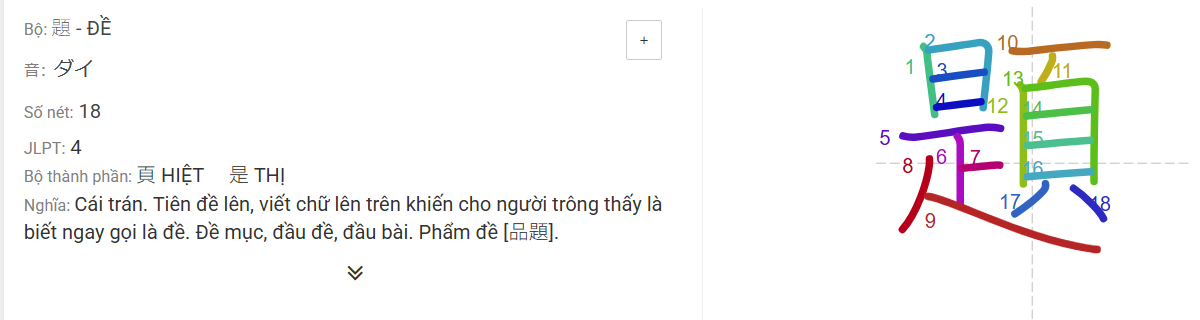 Bộ: 題 - ĐỀ
+
音: ダイ
Số nét: 18
JLPT: 4
Bộ thành phần: 頁 HIỆT 是 THỊ
Nghĩa: Cái trán. Tiên đề lên, viết chữ lên trên khiến cho người trông thấy là
biết ngay gọi là đề. Đề mục, đầu đề, đầu bài. Phẩm đề [品題].
題
1
2
3
4
5
6
7
8
9
10
11
12
13
14
15
16
17
18